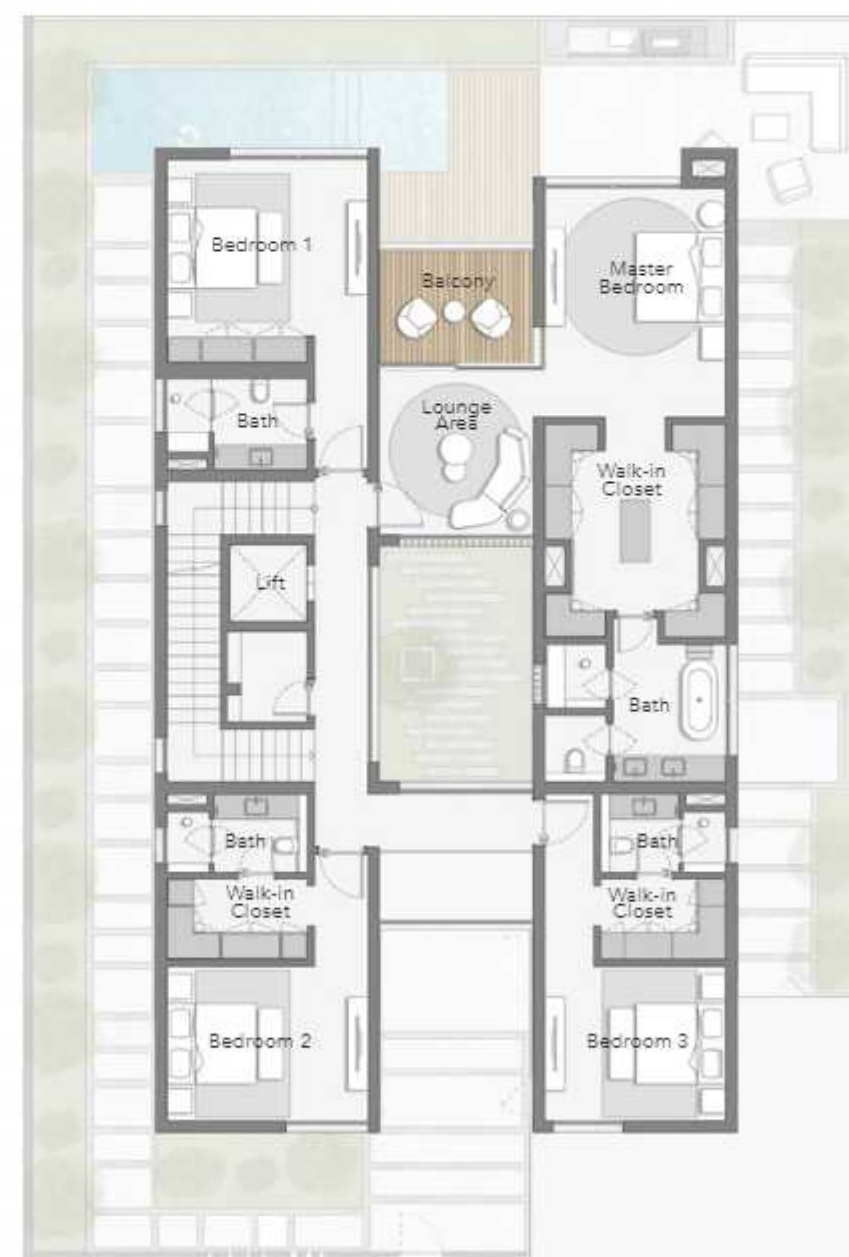 Bedroom 1
Balcony
Master
Bedroom
Bath
Lounge
Area
Walk-in
Closet
Lift
Bath
Bath
Bath
Walk-in
Closet
Walk-in
Closet
Bedroom 2
Bedroom 3